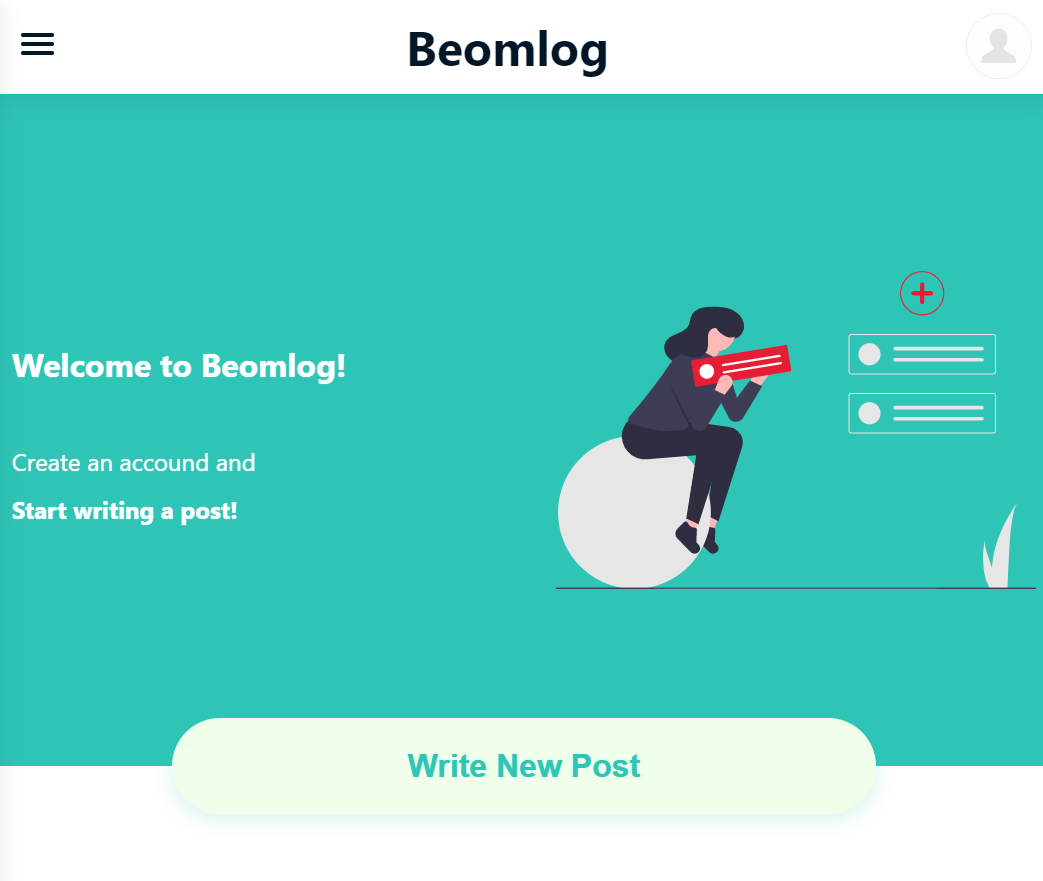 Beomlog
Welcome to Beomlog!
Create an accound and
Start writing a post!
Write New Post